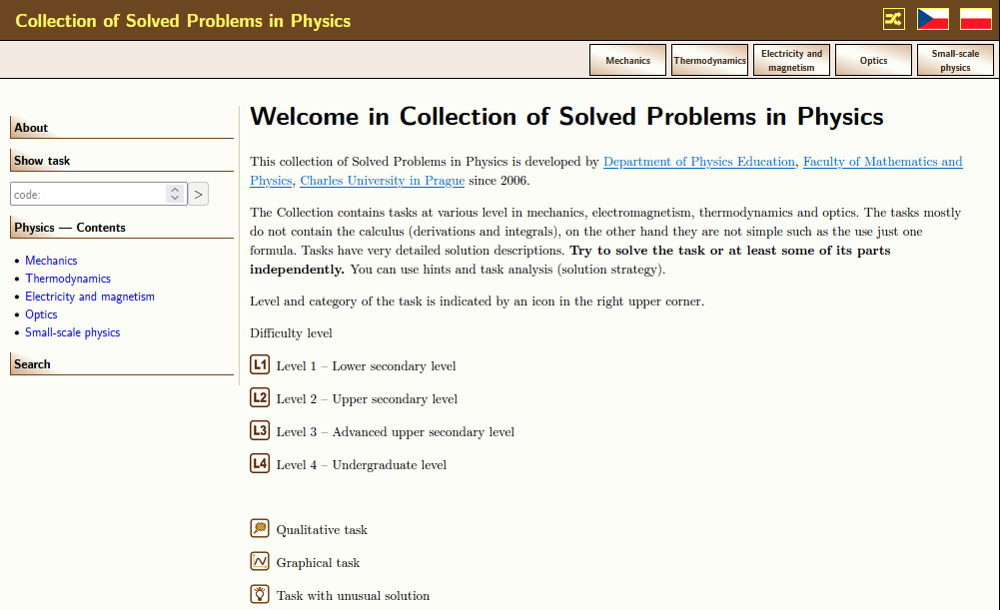 Collection of Solved Problems in Physics
Mechanics
Thermodynamics
Electricity and
magnetism
Optics
Small-scale
physics
About
Show task
code:
>
Physics — Contents
• Mechanics
• Thermodynamics
• Electricity and magnetism
• Optics
• Small-scale physics
Search
Welcome in Collection of Solved Problems in Physics
This collection of Solved Problems in Physics is developed by Department of Physics Education, Faculty of Mathematics and
Physics, Charles University in Prague since 2006.
The Collection contains tasks at various level in mechanics, electromagnetism, thermodynamics and optics. The tasks mostly
do not contain the calculus (derivations and integrals), on the other hand they are not simple such as the use just one
formula. Tasks have very detailed solution descriptions. Try to solve the task or at least some of its parts
independently. You can use hints and task analysis (solution strategy).
Level and category of the task is indicated by an icon in the right upper corner.
Difficulty level
L1 Level 1 – Lower secondary level
L2 Level 2 – Upper secondary level
L3 Level 3 – Advanced upper secondary level
L4 Level 4 – Undergraduate level
Qualitative task
Graphical task
Task with unusual solution